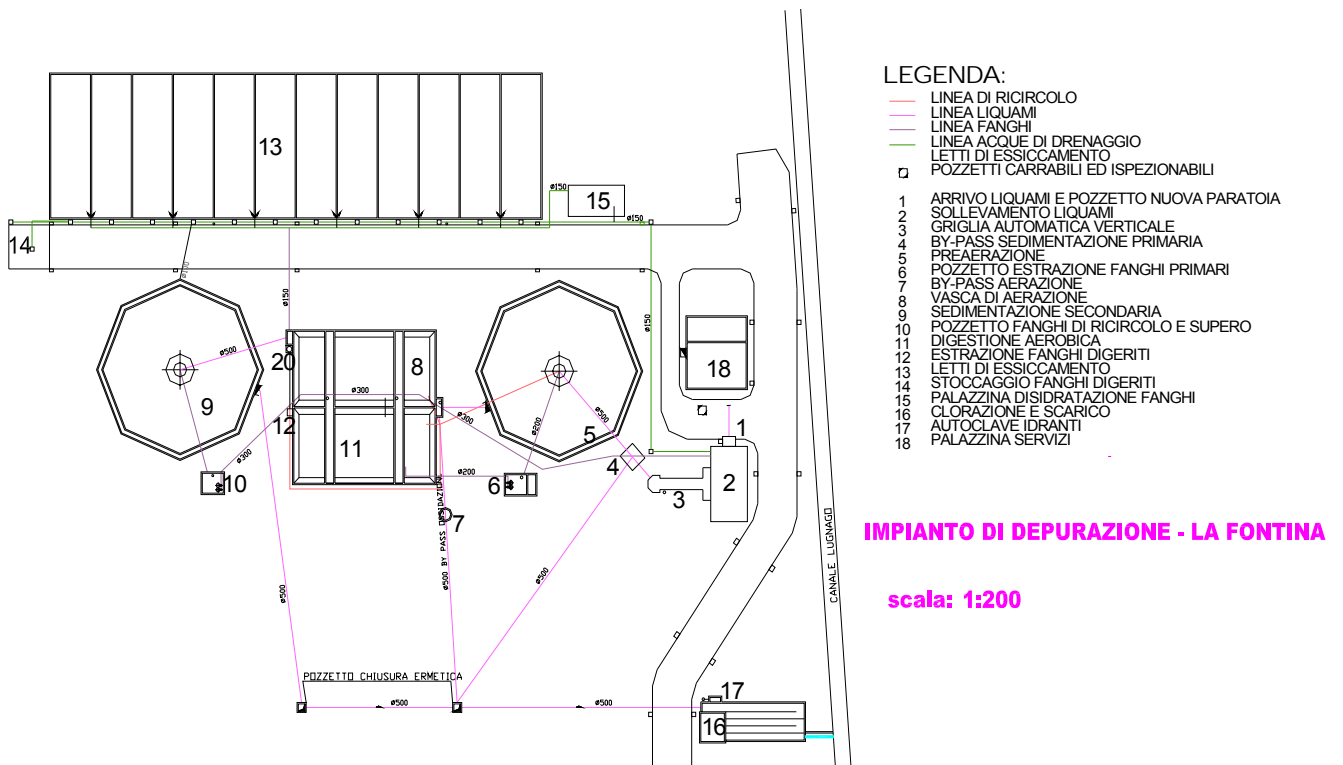 LEGENDA:
LINEA DI RICIRCOLO
LINEA LIQUAMI
LINEA FANGHI
LINEA ACQUE DI DRENAGGIO
LETTI DI ESSICCAMENTO
POZZETTI CARRABILI ED ISPEZIONABILI
1 ARRIVO LIQUAMI E POZZETTO NUOVA PARATOIA
2 SOLLEVAMENTO LIQUAMI
3 GRIGLIA AUTOMATICA VERTICALE
4 BY-PASS SEDIMENTAZIONE PRIMARIA
5 PREAERAZIONE
6 POZZETTO ESTRAZIONE FANGHI PRIMARI
7 BY-PASS AERAZIONE
8 VASCA DI AERAZIONE
9 SEDIMENTAZIONE SECONDARIA
10 POZZETTO FANGHI DI RICIRCOLO E SUPERO
11 DIGESTIONE AEROBICA
12 ESTRAZIONE FANGHI DIGERITI
13 LETTI DI ESSICCAMENTO
14 STOCCAGGIO FANGHI DIGERITI
15 PALAZZINA DISIDRATAZIONE FANGHI
16 CLORAZIONE E SCARICO
17 AUTOCLAVE IDRANTI
18 PALAZZINA SERVIZI
IMPIANTO DI DEPURAZIONE - LA FONTINA
scala: 1:200
13
ø150
15
ø150
14
ø100
ø150
ø150
ø500
20
8
18
ø300
9
ø300
ø500
5
ø200
1
12
11
ø300
10
ø200
6
4
3
2
7
ø500 BY PASS OSSIDAZIONE
ø500
ø500
CANALE LUGNAGO
POZZETTO CHIUSURA ERMETICA
ø500
ø500
17
16